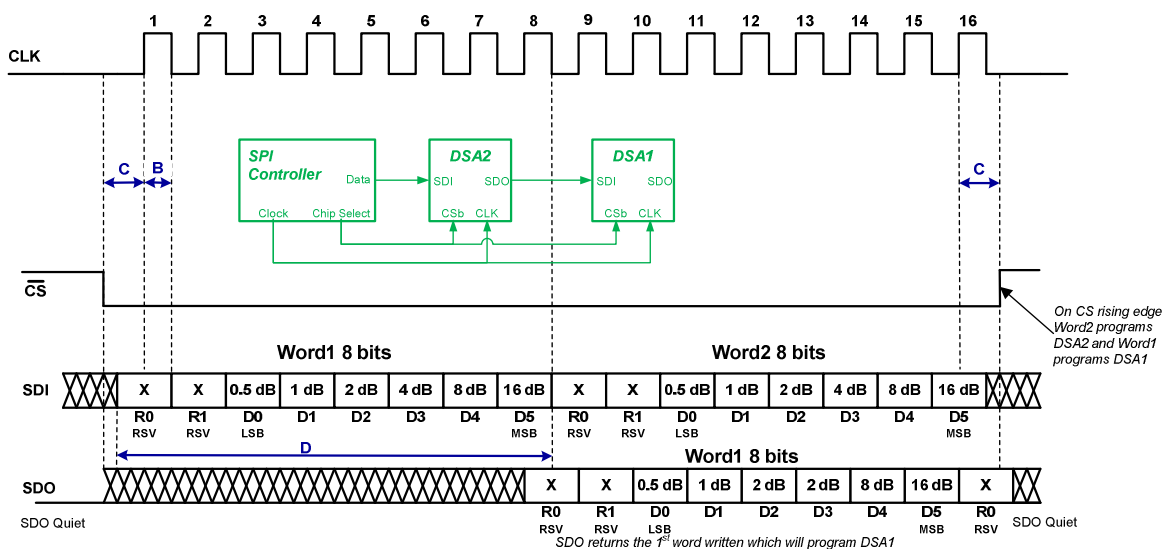 1 2 3 4 5 6 7 8 9 10 11 12 13 14 15 16
CLK
C B C
SPI
Controller
Data
Clock Chip Select
DSA2
SDI SDO
CSb CLK
DSA1
SDI SDO
CSb CLK
CS
On CS rising edge
Word2 programs
DSA2 and Word1
programs DSA1
Word1 8 bits Word2 8 bits
SDI X X 0.5 dB 1 dB 2 dB 4 dB 8 dB 16 dB X X 0.5 dB 1 dB 2 dB 4 dB 8 dB 16 dB
R0 R1 D0 D1 D2 D3 D4 D5 R0 R1 D0 D1 D2 D3 D4 D5
RSV RSV LSB MSB RSV RSV LSB MSB
D
Word1 8 bits
SDO X X 0.5 dB 1 dB 2 dB 2 dB 8 dB 16 dB X
R0 R1 D0 D1 D2 D3 D4 D5 R0
SDO Quiet RSV RSV LSB MSB RSV SDO Quiet
SDO returns the 1st word written which will program DSA1